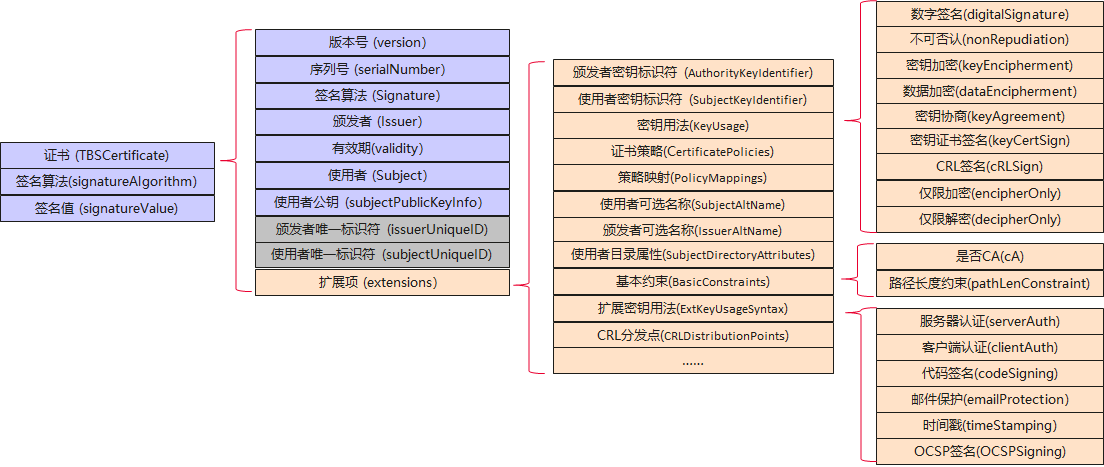 证书 (TBSCertificate)
签名算法(signatureAlgorithm)
签名值 (signatureValue)
版本号 (version)
序列号 (serialNumber)
签名算法 (Signature)
颁发者 (Issuer)
有效期(validity)
使用者 (Subject)
使用者公钥 (subjectPublicKeyInfo)
颁发者唯一标识符 (issuerUniqueID)
使用者唯一标识符 (subjectUniqueID)
扩展项 (extensions)
颁发者密钥标识符 (AuthorityKeyIdentifier)
使用者密钥标识符 (SubjectKeyIdentifier)
密钥用法(KeyUsage)
证书策略(CertificatePolicies)
策略映射(PolicyMappings)
使用者可选名称(SubjectAltName)
颁发者可选名称(IssuerAltName)
使用者目录属性(SubjectDirectoryAttributes)
基本约束(BasicConstraints)
扩展密钥用法(ExtKeyUsageSyntax)
CRL分发点(CRLDistributionPoints)
......
数字签名(digitalSignature)
不可否认(nonRepudiation)
密钥加密(keyEncipherment)
数据加密(dataEncipherment)
密钥协商(keyAgreement)
密钥证书签名(keyCertSign)
CRL签名(cRLSign)
仅限加密(encipherOnly)
仅限解密(decipherOnly)
是否CA(cA)
路径长度约束(pathLenConstraint)
服务器认证(serverAuth)
客户端认证(clientAuth)
代码签名(codeSigning)
邮件保护(emailProtection)
时间戳(timeStamping)
OCSP签名(OCSPSigning)